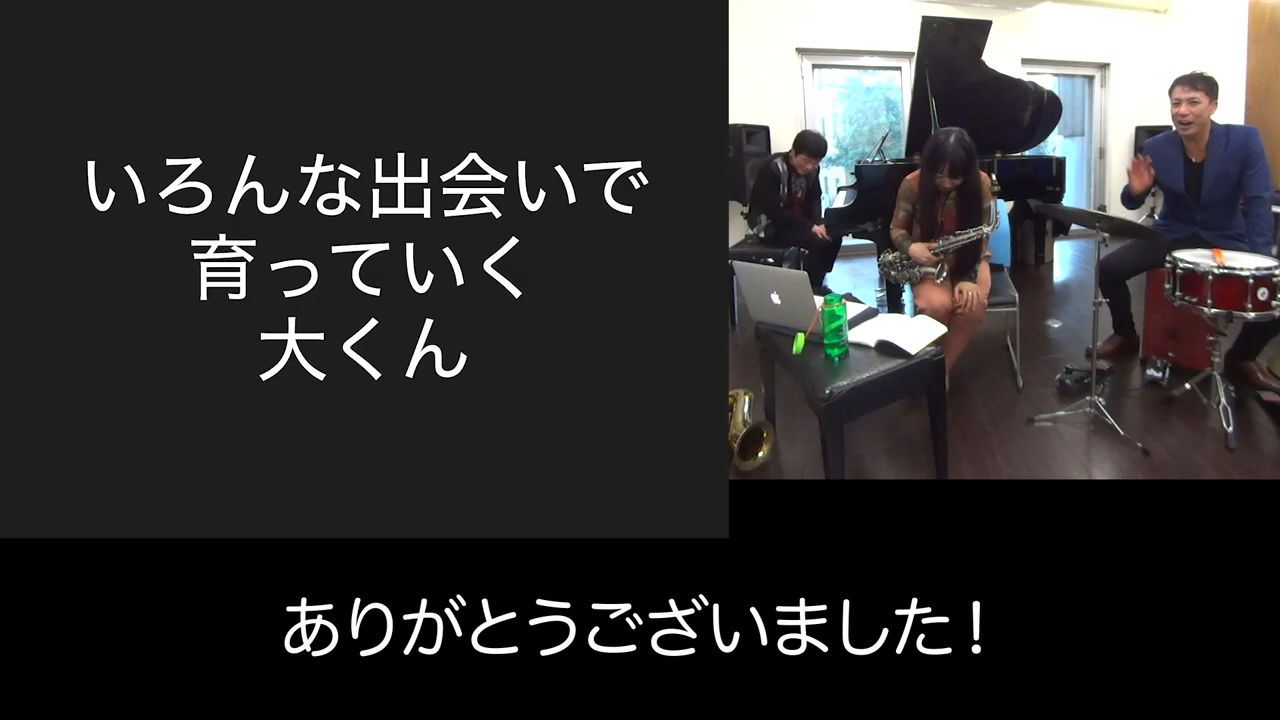 いろんな出会いで
育っていく
大くん
ありがとうございました!